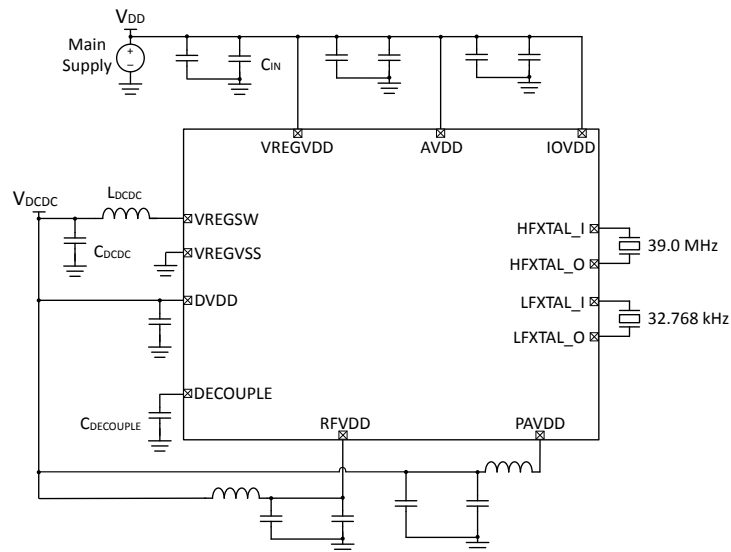 VDD
Main
Supply
+
−
CIN
VREGVDD
AVDD
IOVDD
VDCDC
LDCDC
VREGSW
HFXTAL_I
CDCDC
VREGVSS
39.0 MHz
HFXTAL_O
DVDD
LFXTAL_I
32.768 kHz
LFXTAL_O
DECOUPLE
CDECOUPLE
RFVDD
PAVDD